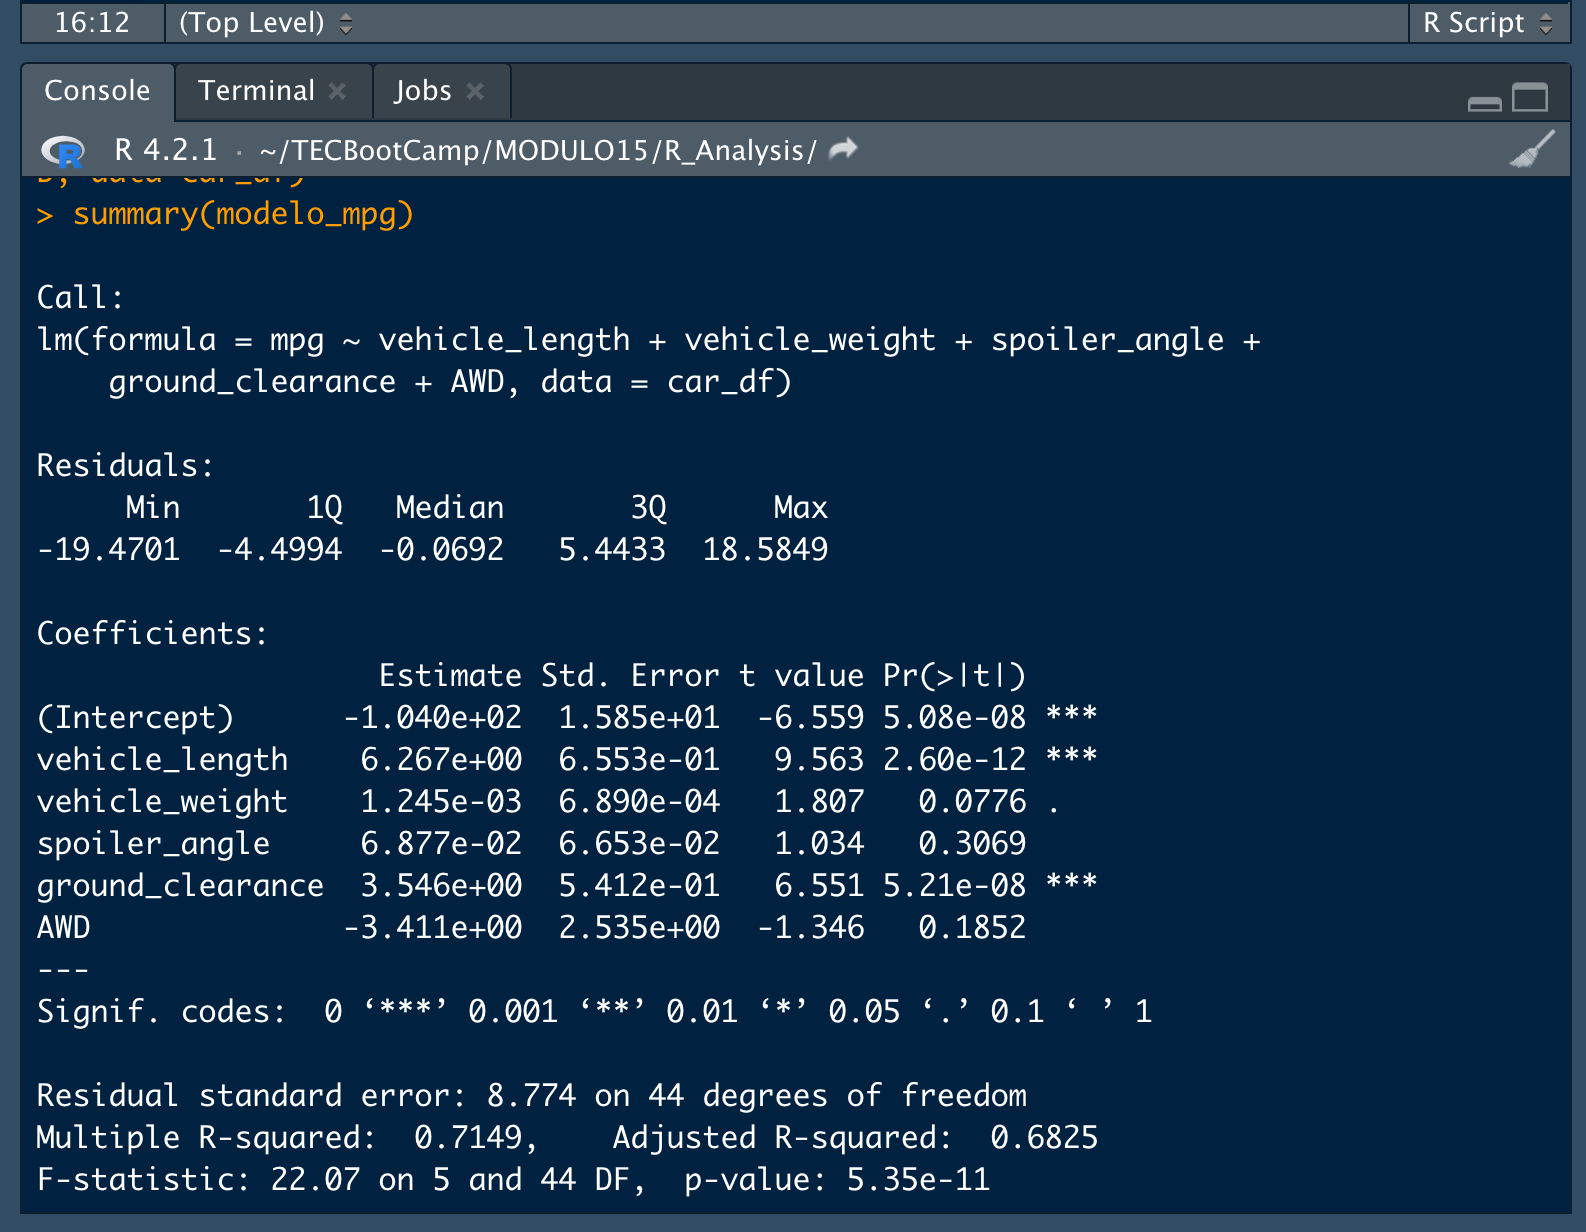 16:12 (Top Level) R Script
Console Terminal Jobs
R 4.2.1 · ~/TECBootCamp/MODULO15/R_Analysis/
D, data=car_df)
> summary(modelo_mpg)
Call:
lm(formula = mpg ~ vehicle_length + vehicle_weight + spoiler_angle +
    ground_clearance + AWD, data = car_df)
Residuals:
     Min       1Q   Median       3Q      Max
-19.4701  -4.4994  -0.0692   5.4433  18.5849
Coefficients:
                   Estimate Std. Error t value Pr(>|t|)
(Intercept)      -1.040e+02  1.585e+01  -6.559 5.08e-08 ***
vehicle_length    6.267e+00  6.553e-01   9.563 2.60e-12 ***
vehicle_weight    1.245e-03  6.890e-04   1.807   0.0776 .
spoiler_angle     6.877e-02  6.653e-02   1.034   0.3069
ground_clearance  3.546e+00  5.412e-01   6.551 5.21e-08 ***
AWD              -3.411e+00  2.535e+00  -1.346   0.1852
---
Signif. codes:  0 ‘***’ 0.001 ‘**’ 0.01 ‘*’ 0.05 ‘.’ 0.1 ‘ ’ 1
Residual standard error: 8.774 on 44 degrees of freedom
Multiple R-squared:  0.7149,    Adjusted R-squared:  0.6825
F-statistic: 22.07 on 5 and 44 DF,  p-value: 5.35e-11